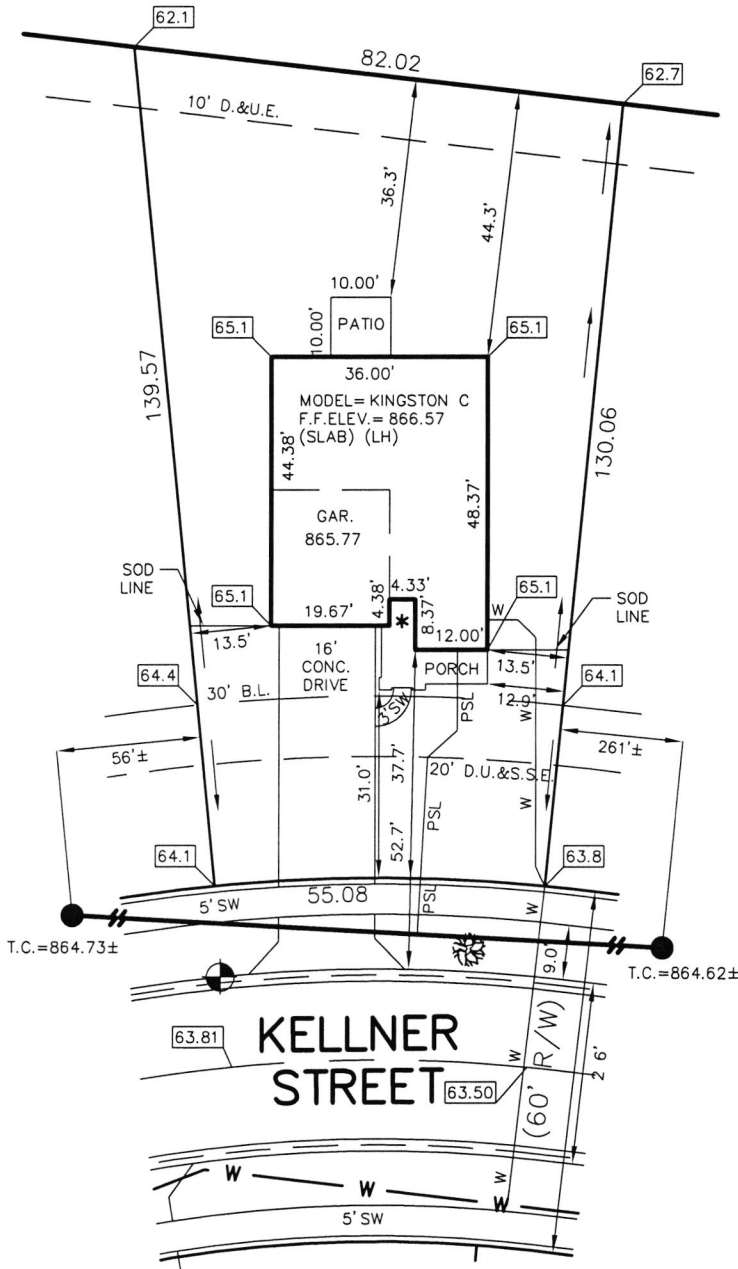 62.1
82.02
62.7
10' D.&U.E.
36.3'
44.3'
10.00'
65.1
10.00'
PATIO
65.1
36.00'
139.57
MODEL= KINGSTON C
F.F.ELEV.= 866.57
(SLAB) (LH)
130.06
44.38'
48.37'
GAR.
865.77
SOD
LINE
65.1
4.33'
65.1
SOD
LINE
19.67'
4.38'
*
8.37'
W
12.00'
13.5'
16'
CONC.
DRIVE
PORCH
13.5'
64.4
30' B.L.
3'SW
PSL
12.9'
64.1
W
56'±
261'±
31.0'
37.7'
20' D.U.&S.S.E.
PSL
W
52.7'
64.1
63.8
5' SW
55.08
PSL
W
T.C.=864.73±
9.0'
T.C.=864.62±
KELLNER
STREET
63.81
63.50
W
(60' R/W)
26'
W
W
W
W
5' SW